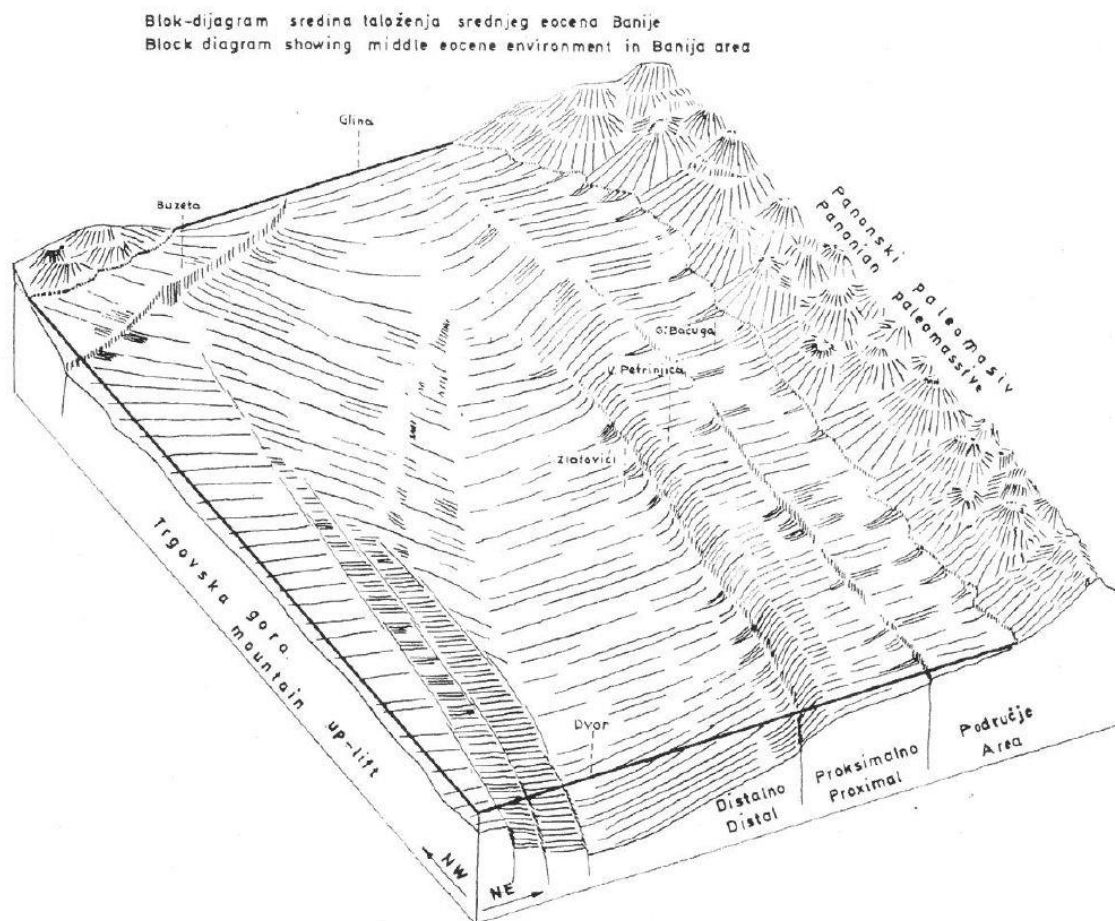 Blok-dijagram sredina taloženja srednjeg eocena Banije
Block diagram showing middle eocene environment in Banija area
Glina
Buzeta
Panonski paleomasiv
Panonian paleomassive
G. Bačuga
V. Petrinjica
Zlatovići
Trgovska gora
mountain up-lift
Dvor
Distalno
Distal
Proksimalno
Proximal
Područje
Area
NW
NE